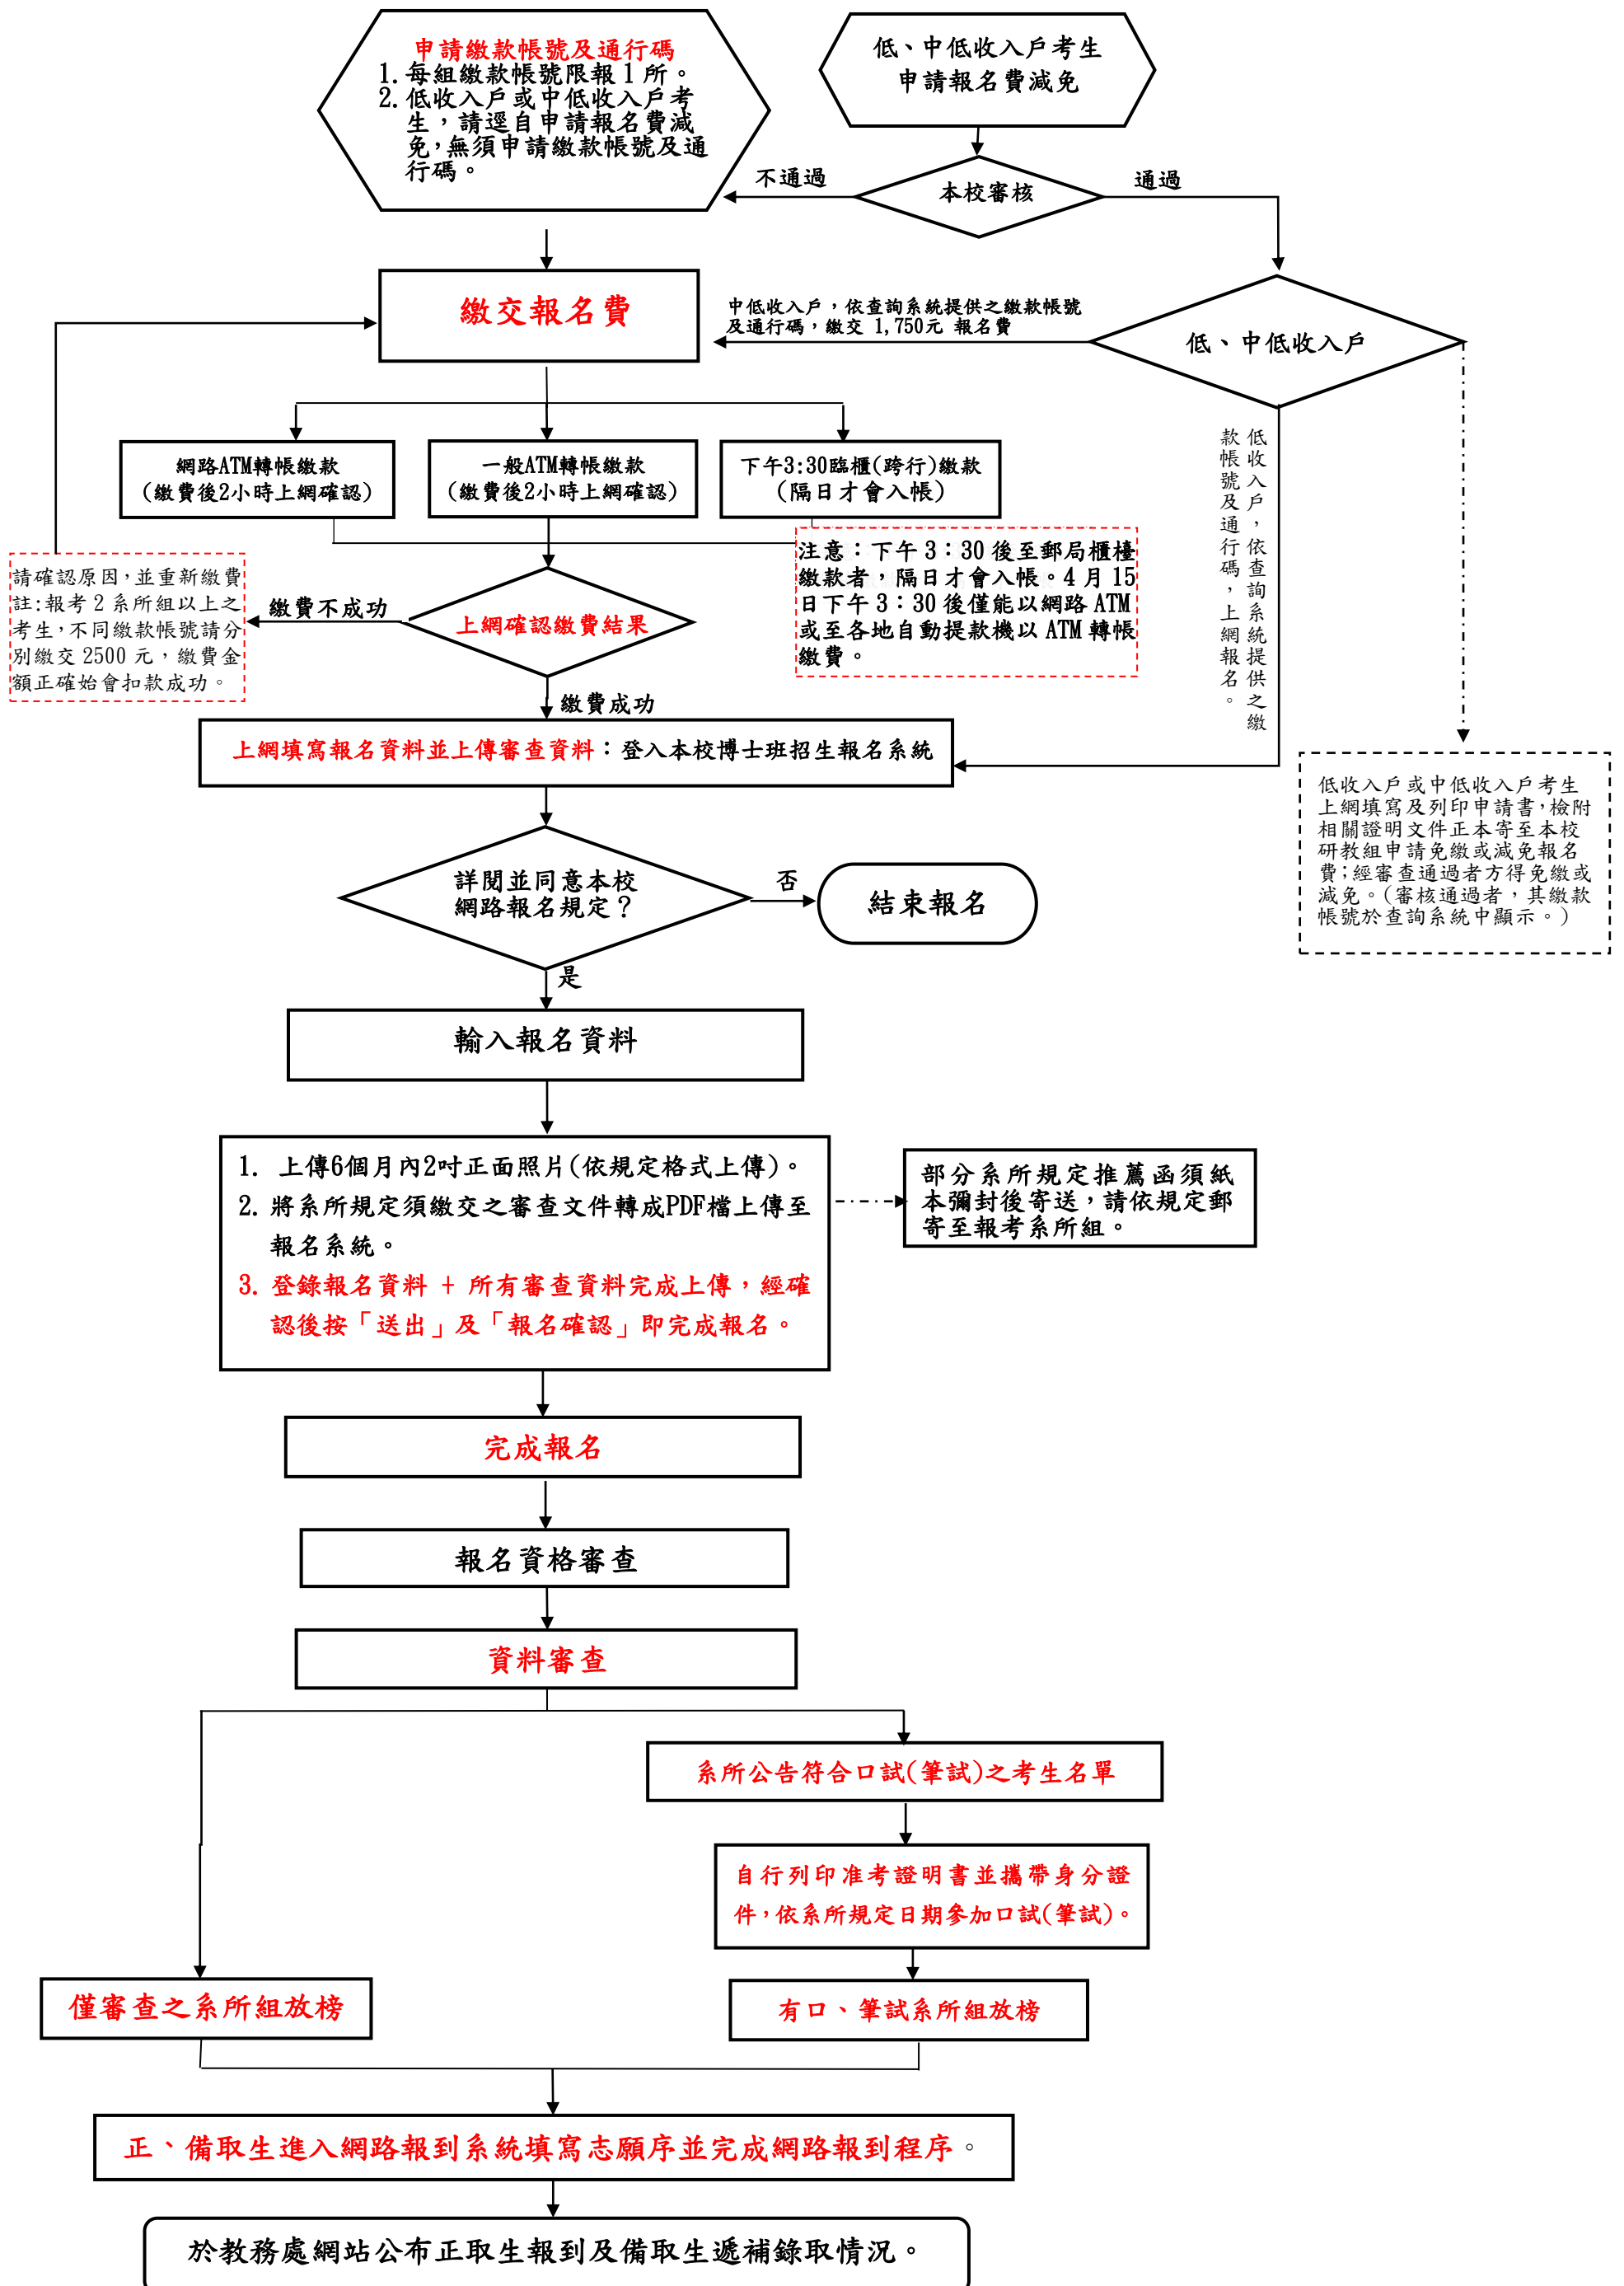 申請繳款帳號及通行碼
1. 每組繳款帳號限報 1 所。
2. 低收入戶或中低收入戶考
生，請逕自申請報名費減
免，無須申請繳款帳號及通
行碼。
低、中低收入戶考生
申請報名費減免
不通過
本校審核
通過
繳交報名費
中低收入戶，依查詢系統提供之繳款帳號
及通行碼，繳交 1,750元 報名費
低、中低收入戶
網路ATM轉帳繳款
(繳費後2小時上網確認)
一般ATM轉帳繳款
(繳費後2小時上網確認)
下午3:30臨櫃(跨行)繳款
(隔日才會入帳)
低收入戶，依查詢系統提供之繳
款帳號及通行碼，上網報名。
請確認原因，並重新繳費
註:報考 2 系所組以上之
考生，不同繳款帳號請分
別繳交 2500 元，繳費金
額正確始會扣款成功。
繳費不成功
上網確認繳費結果
注意：下午 3：30 後至郵局櫃檯
繳款者，隔日才會入帳。4 月 15
日下午 3：30 後僅能以網路 ATM
或至各地自動提款機以 ATM 轉帳
繳費。
繳費成功
上網填寫報名資料並上傳審查資料：登入本校博士班招生報名系統
低收入戶或中低收入戶考生
上網填寫及列印申請書，檢附
相關證明文件正本寄至本校
研教組申請免繳或減免報名
費；經審查通過者方得免繳或
減免。(審核通過者，其繳款
帳號於查詢系統中顯示。)
詳閱並同意本校
網路報名規定？
否
結束報名
是
輸入報名資料
1. 上傳6個月內2吋正面照片(依規定格式上傳)。
2. 將系所規定須繳交之審查文件轉成PDF檔上傳至
報名系統。
3. 登錄報名資料 + 所有審查資料完成上傳，經確
認後按「送出」及「報名確認」即完成報名。
部分系所規定推薦函須紙
本彌封後寄送，請依規定郵
寄至報考系所組。
完成報名
報名資格審查
資料審查
系所公告符合口試(筆試)之考生名單
自行列印准考證明書並攜帶身分證
件，依系所規定日期參加口試(筆試)。
僅審查之系所組放榜
有口、筆試系所組放榜
正、備取生進入網路報到系統填寫志願序並完成網路報到程序。
於教務處網站公布正取生報到及備取生遞補錄取情況。